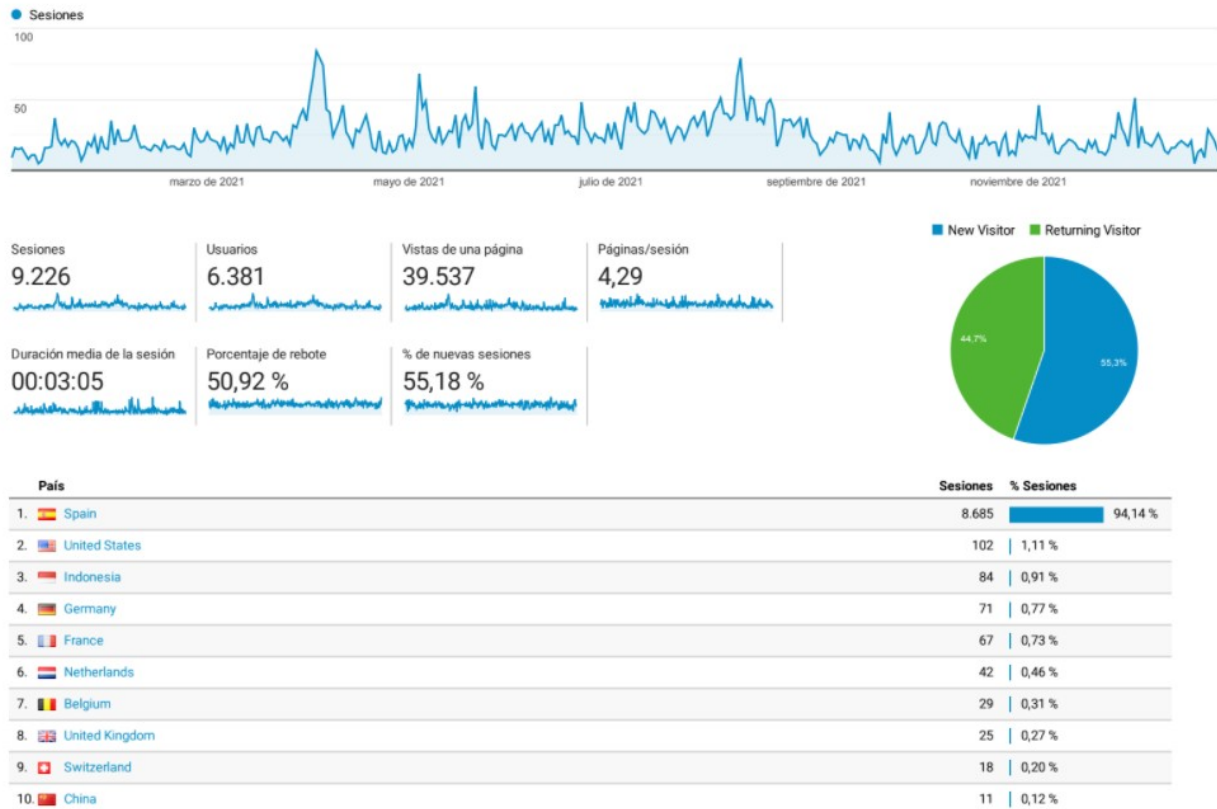 Sesiones
100
50
marzo de 2021 mayo de 2021 julio de 2021 septiembre de 2021 noviembre de 2021
New Visitor Returning Visitor
Sesiones Usuarios Vistas de una página Páginas/sesión
9.226 6.381 39.537 4,29
Duración media de la sesión Porcentaje de rebote % de nuevas sesiones
00:03:05 50,92 % 55,18 %
44,7%
55,3%
País Sesiones % Sesiones
1. Spain 8.685 94,14 %
2. United States 102 1,11 %
3. Indonesia 84 0,91 %
4. Germany 71 0,77 %
5. France 67 0,73 %
6. Netherlands 42 0,46 %
7. Belgium 29 0,31 %
8. United Kingdom 25 0,27 %
9. Switzerland 18 0,20 %
10. China 11 0,12 %